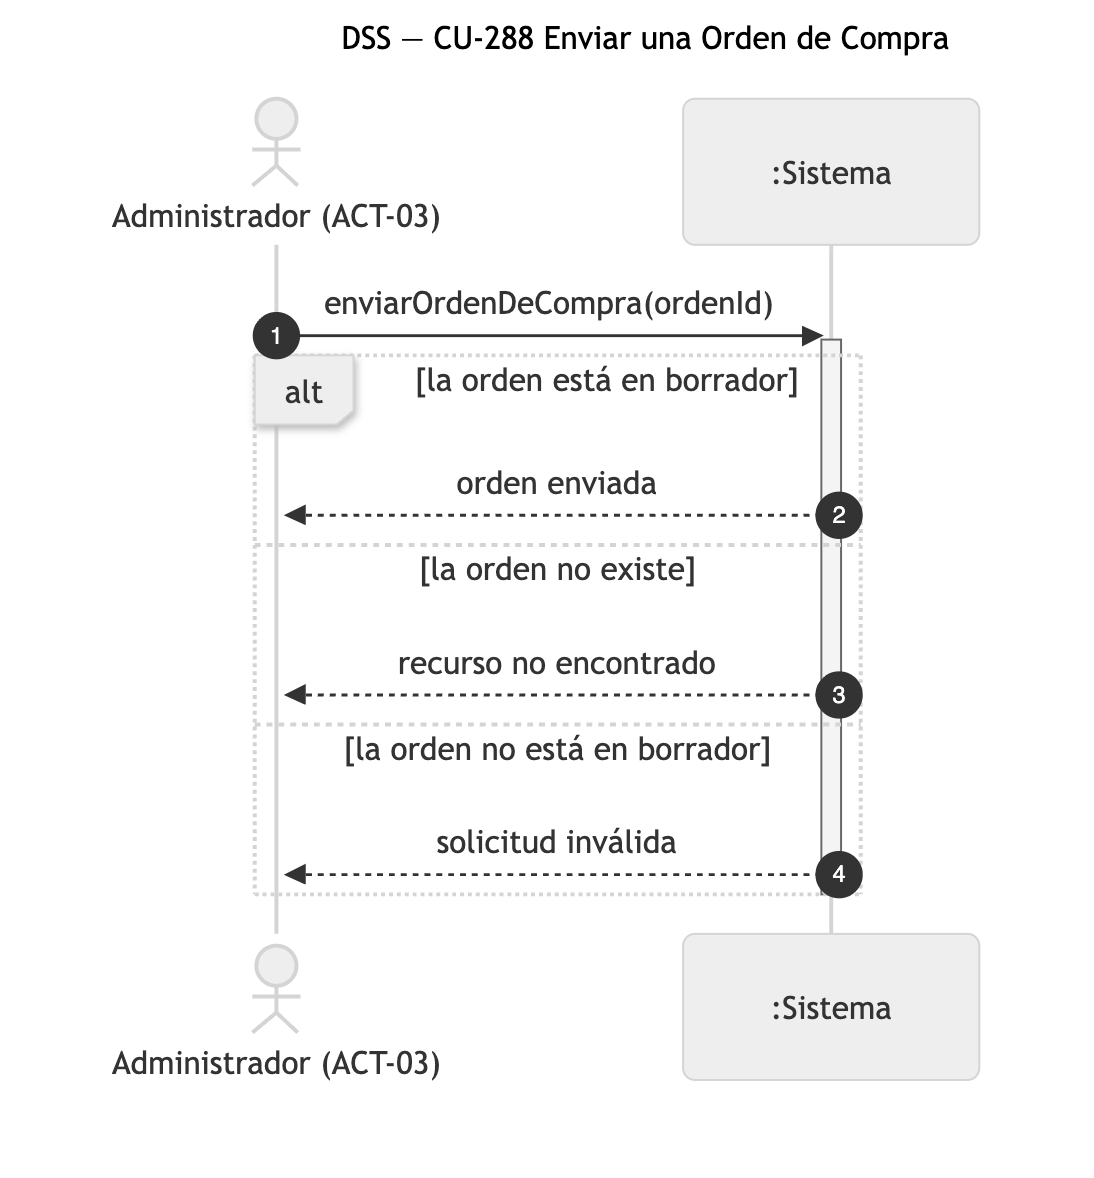 DSS — CU-288 Enviar una Orden de Compra
Administrador (ACT-03)
:Sistema
enviarOrdenDeCompra(ordenId)
1
alt
[la orden está en borrador]
orden enviada
2
[la orden no existe]
recurso no encontrado
3
[la orden no está en borrador]
solicitud inválida
4
Administrador (ACT-03)
:Sistema